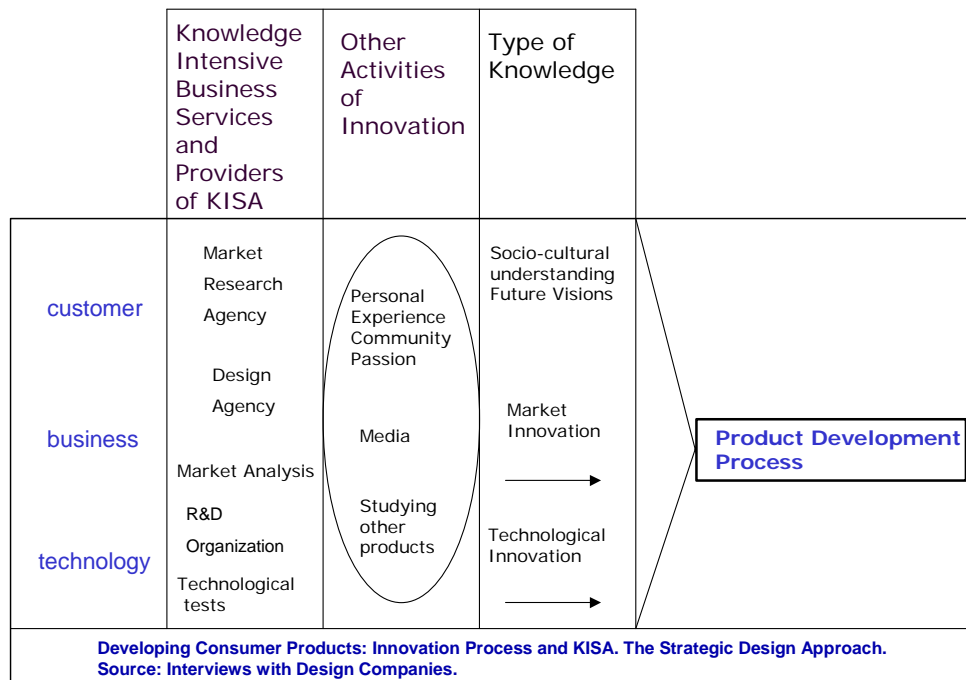 Knowledge
Intensive
Business
Services
and
Providers
of KISA
Other
Activities
of
Innovation
Type of
Knowledge
customer
Market
Research
Agency
Personal
Experience
Community
Passion
Socio-cultural
understanding
Future Visions
business
Design
Agency
Market Analysis
Media
Market
Innovation
technology
R&D
Organization
Technological
tests
Studying
other
products
Technological
Innovation
Product Development
Process
Developing Consumer Products: Innovation Process and KISA. The Strategic Design Approach.
Source: Interviews with Design Companies.